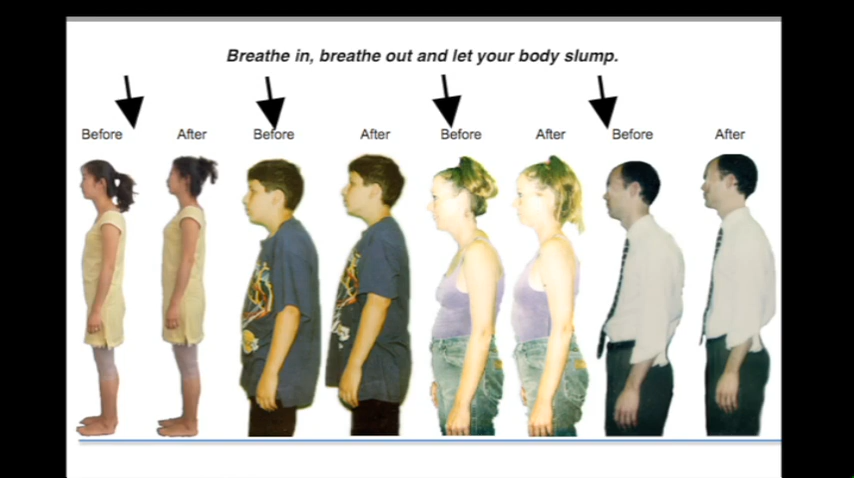 Breathe in, breathe out and let your body slump.
Before After Before After Before After Before After